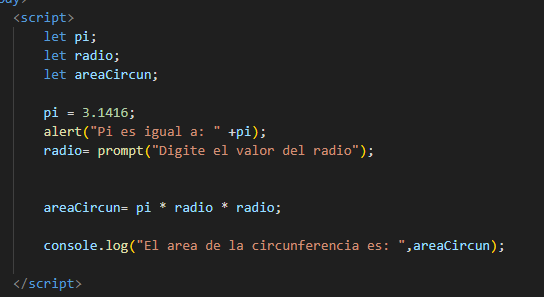 <script>
let pi;
let radio;
let areaCircun;
pi = 3.1416;
alert("Pi es igual a: " +pi);
radio= prompt("Digite el valor del radio");
areaCircun= pi * radio * radio;
console.log("El area de la circunferencia es: ",areaCircun);
</script>